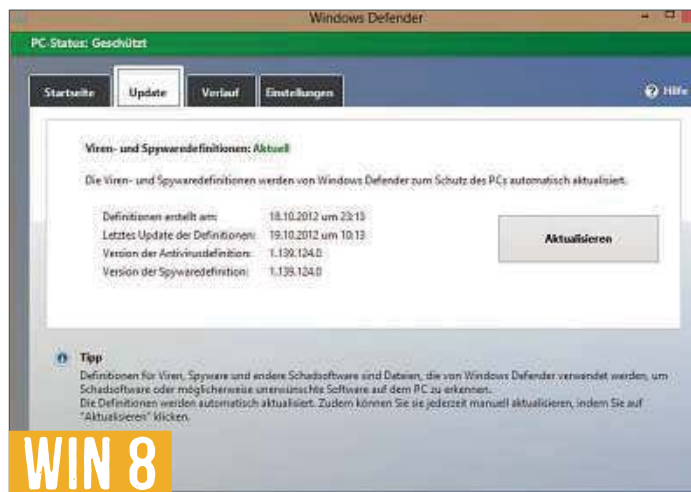 Windows Defender
PC-Status: Geschützt
Startseite Update Verlauf Einstellungen Hilfe
Viren- und Spywaredefinitionen: Aktuell
Die Viren- und Spywaredefinitionen werden von Windows Defender zum Schutz des PCs automatisch aktualisiert.
Definitionen erstellt am: 18.10.2012 um 23:13
Letztes Update der Definitionen: 19.10.2012 um 10:13
Version der Antivirusdefinition: 1.139.124.0
Version der Spywaredefinition: 1.139.124.0
Aktualisieren
Tipp
Definitionen für Viren, Spyware und andere Schadsoftware sind Dateien, die von Windows Defender verwendet werden, um
Schadsoftware oder möglicherweise unerwünschte Software auf dem PC zu erkennen.
Die Definitionen werden automatisch aktualisiert. Zudem können Sie sie jederzeit manuell aktualisieren, indem Sie auf
"Aktualisieren" klicken.
WIN 8